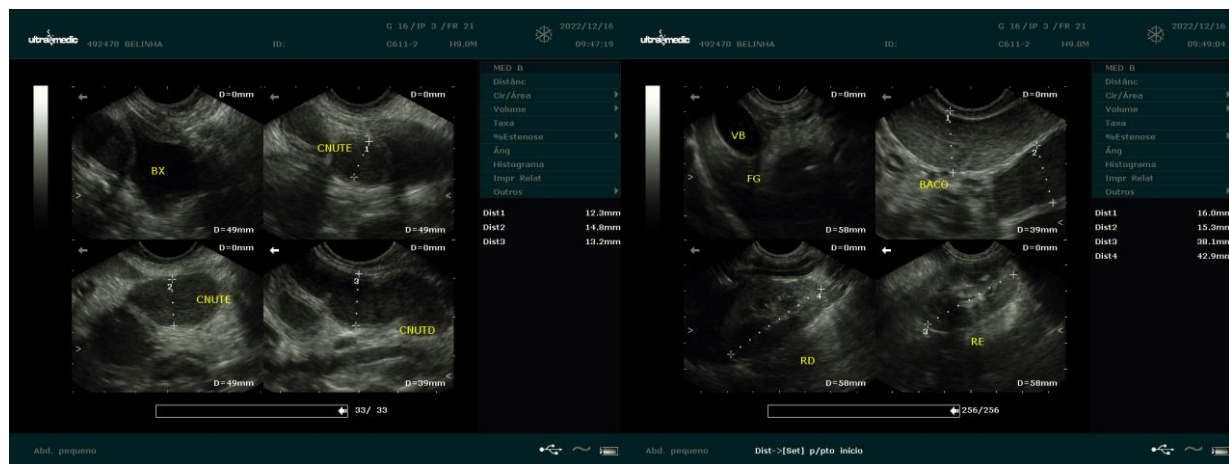 G 16/IP 3 /FR 21
2022/12/16
ultramedic
492470 BELINHA
ID:
C611-2
H9.0M
09:47:19
D=0mm
D=0mm
BX
CNUTE
1
D=49mm
D=49mm
D=0mm
D=0mm
2
CNUTE
3
CNUTD
D=49mm
D=39mm
33/ 33
MED B
Distânc
Cir/Área
Volume
Taxa
%Estenose
Âng
Histograma
Impr Relat
Outros
Dist1 12.3mm
Dist2 14.8mm
Dist3 13.2mm
Abd. pequeno
G 16/IP 3 /FR 21
2022/12/16
ultramedic
492470 BELINHA
ID:
C611-2
H9.0M
09:49:04
D=0mm
D=0mm
VB
FG
1
2
BACO
D=58mm
D=39mm
D=0mm
D=0mm
4
RD
3
RE
D=58mm
D=58mm
256/256
MED B
Distânc
Cir/Área
Volume
Taxa
%Estenose
Âng
Histograma
Impr Relat
Outros
Dist1 16.0mm
Dist2 15.3mm
Dist3 38.1mm
Dist4 42.9mm
Abd. pequeno
Dist->[Set] p/pto início